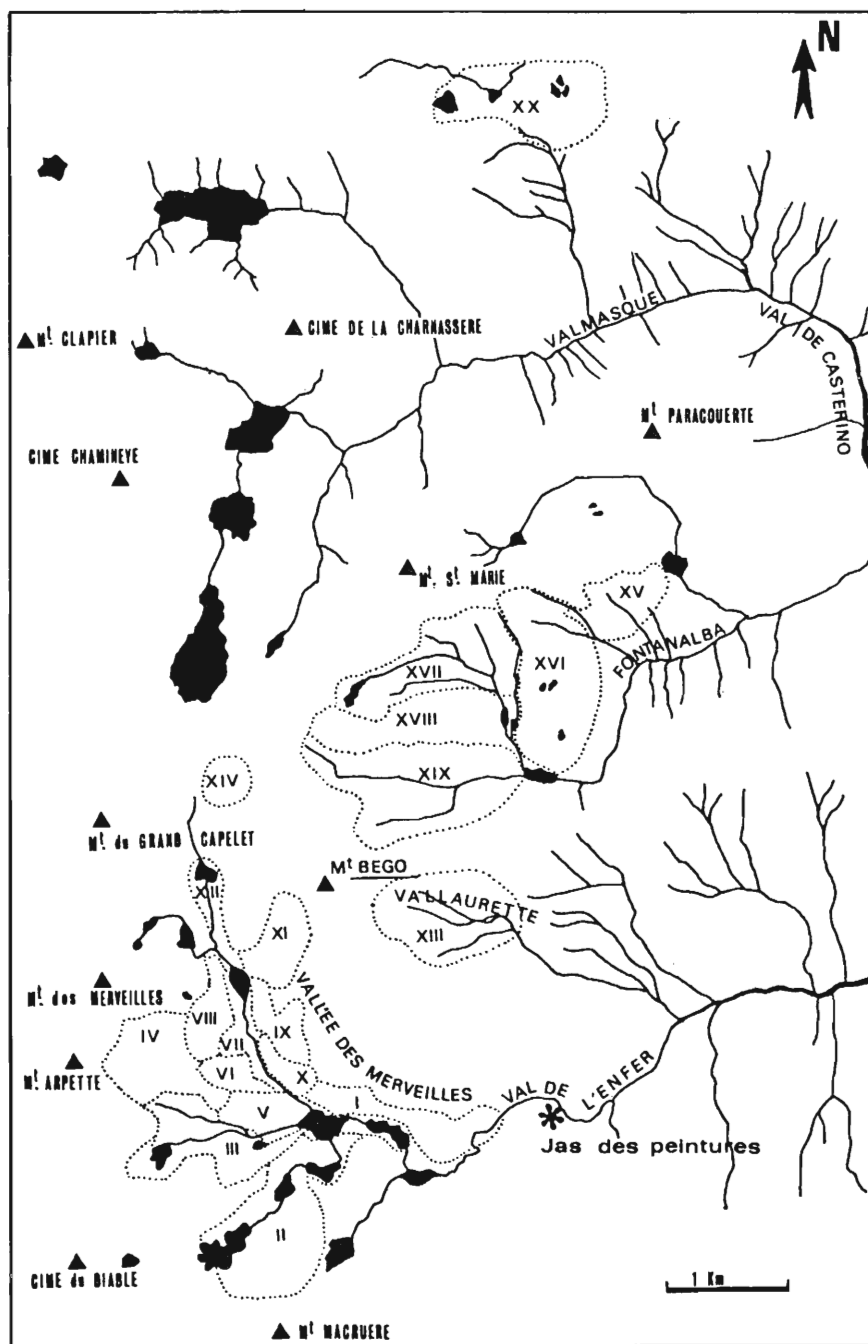 N
XX
Mt CLAPIER
CIME DE LA CHARNASSERE
VALMASQUE
VAL DE CASTERINO
Mt PARACOUERTE
CIME CHAMINEYE
Mt. St MARIE
XV
FONTANALBA
XVII
XVI
XVIII
XIX
XIV
Mt. du GRAND CAPELET
Mt BEGO
XII
VALLAURETTE
XI
XIII
Mt. des MERVEILLES
VALLÉE DES MERVEILLES
IV
VIII
IX
VII
Mt. ARPETTE
VI
X
V
I
VAL DE L'ENFER
III
Jas des peintures
II
CIME du DIABLE
1 Km
Mt MACRUERE